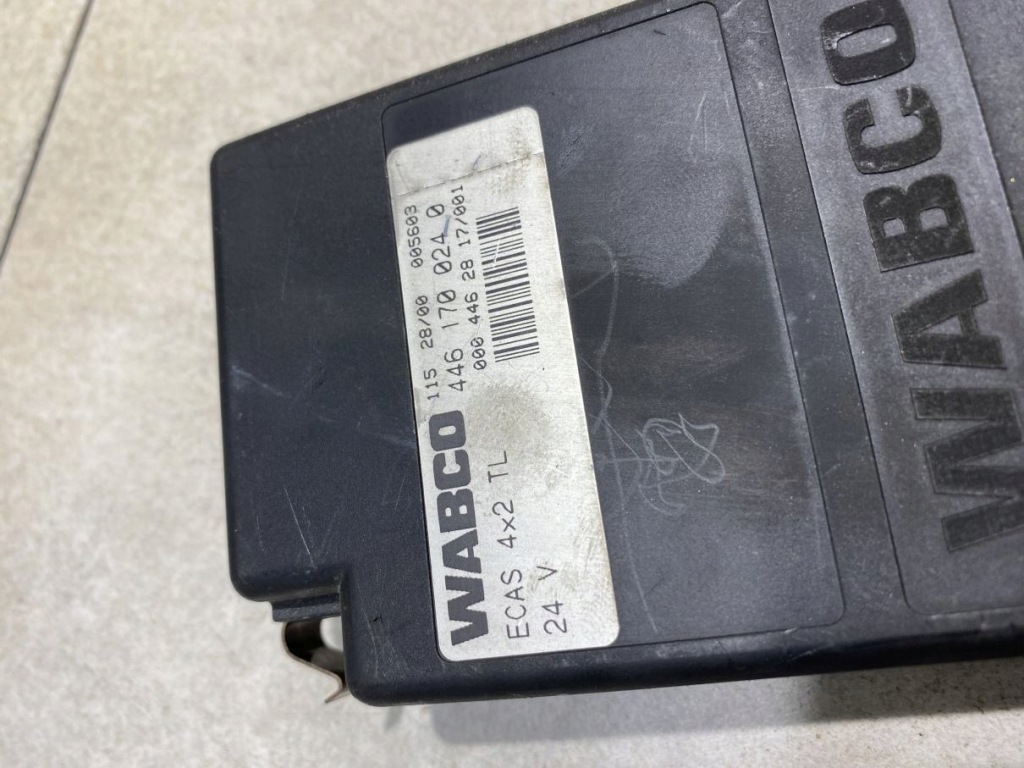 115 28/00 005603
WABCO 446 170 024 0
000 446 28 17/001
ECAS 4x2 TL
24 V
WABCO